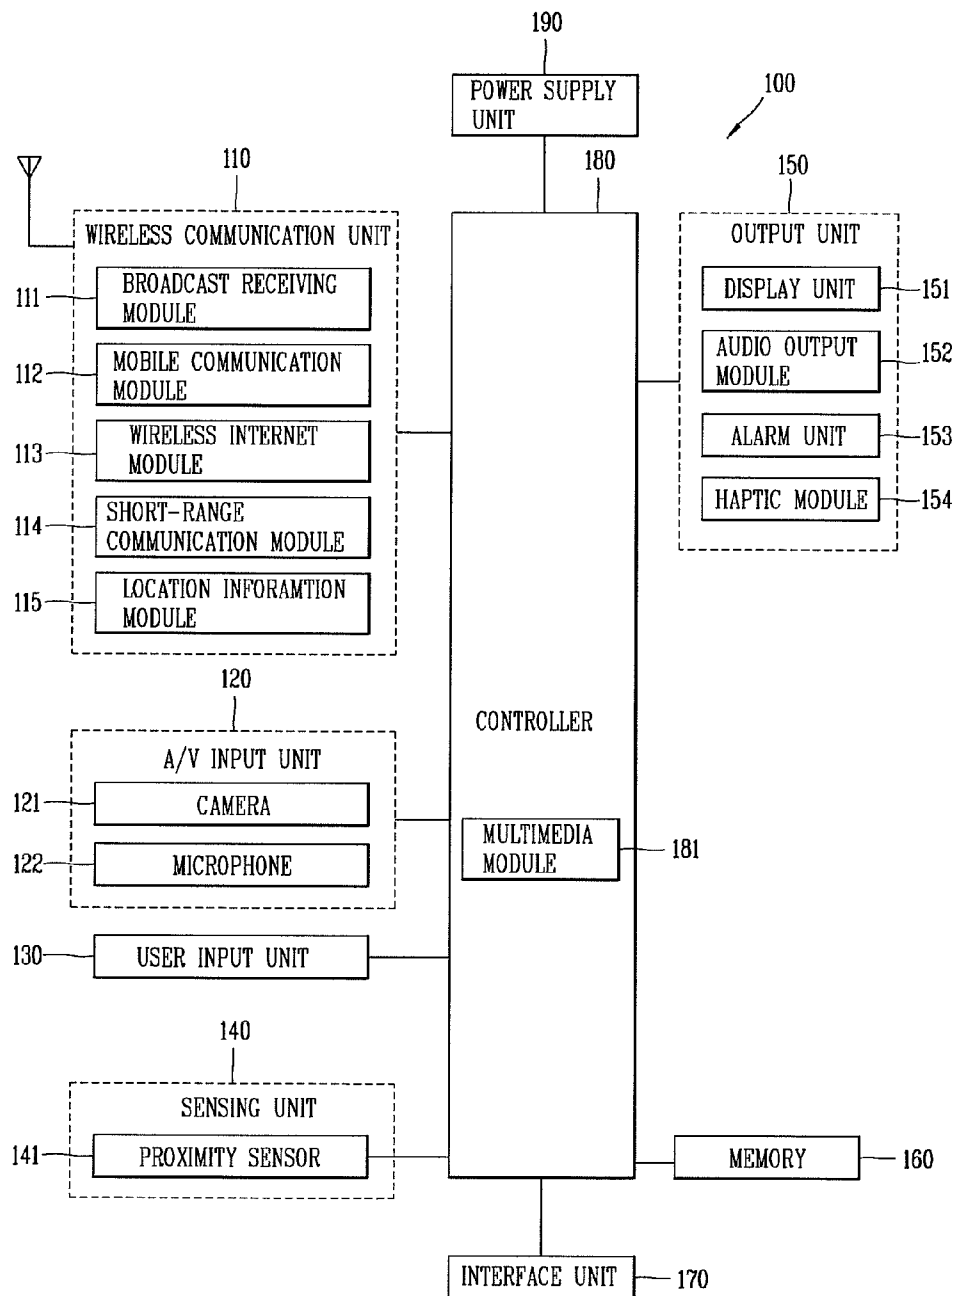 190
POWER SUPPLY
UNIT
100
110
180
150
WIRELESS COMMUNICATION UNIT
111
BROADCAST RECEIVING
MODULE
112
MOBILE COMMUNICATION
MODULE
113
WIRELESS INTERNET
MODULE
114
SHORT-RANGE
COMMUNICATION MODULE
115
LOCATION INFORAMTION
MODULE
OUTPUT UNIT
DISPLAY UNIT
151
AUDIO OUTPUT
MODULE
152
ALARM UNIT
153
HAPTIC MODULE
154
120
A/V INPUT UNIT
121
CAMERA
122
MICROPHONE
CONTROLLER
MULTIMEDIA
MODULE
181
130
USER INPUT UNIT
140
SENSING UNIT
141
PROXIMITY SENSOR
MEMORY
160
INTERFACE UNIT
170